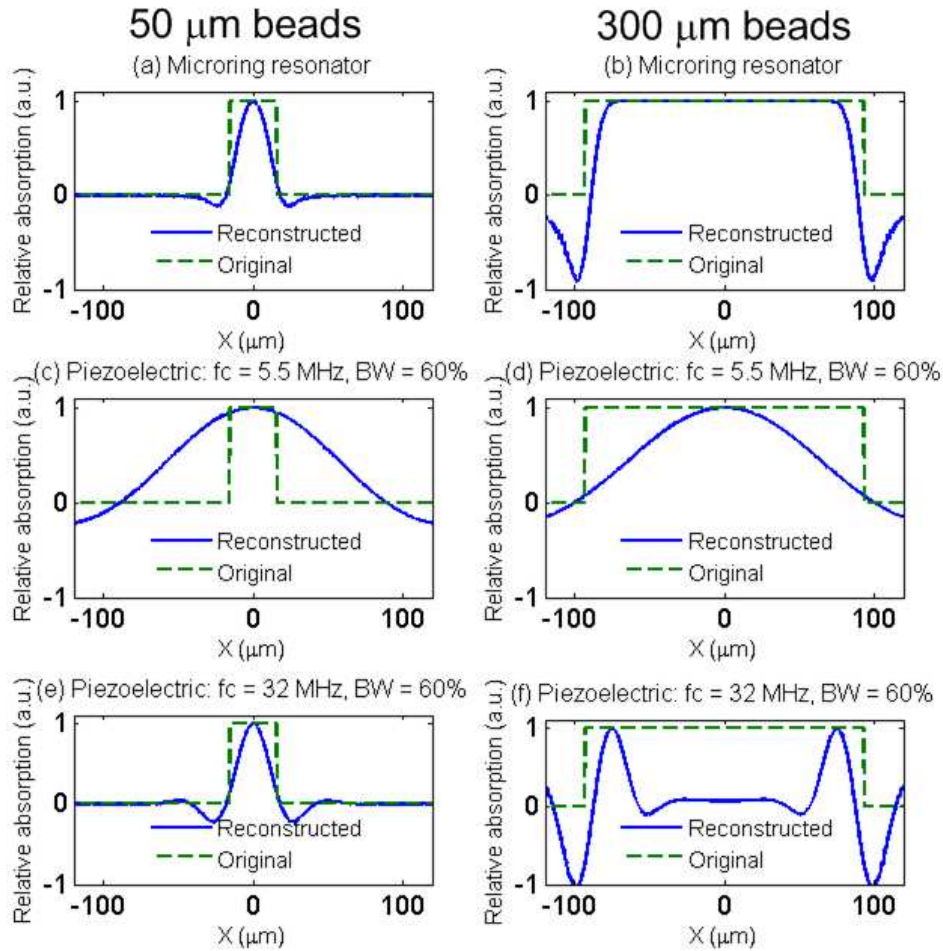 50 μm beads
300 μm beads
(a) Microring resonator
Relative absorption (a.u.)
1
0
-1
Reconstructed
Original
-100
0
100
X (μm)
(b) Microring resonator
Relative absorption (a.u.)
1
0
-1
Reconstructed
Original
-100
0
100
X (μm)
(c) Piezoelectric: fc = 5.5 MHz, BW = 60%
Relative absorption (a.u.)
1
0
-1
Reconstructed
Original
-100
0
100
X (μm)
(d) Piezoelectric: fc = 5.5 MHz, BW = 60%
Relative absorption (a.u.)
1
0
-1
Reconstructed
Original
-100
0
100
X (μm)
(e) Piezoelectric: fc = 32 MHz, BW = 60%
Relative absorption (a.u.)
1
0
-1
Reconstructed
Original
-100
0
100
X (μm)
(f) Piezoelectric: fc = 32 MHz, BW = 60%
Relative absorption (a.u.)
1
0
-1
Reconstructed
Original
-100
0
100
X (μm)